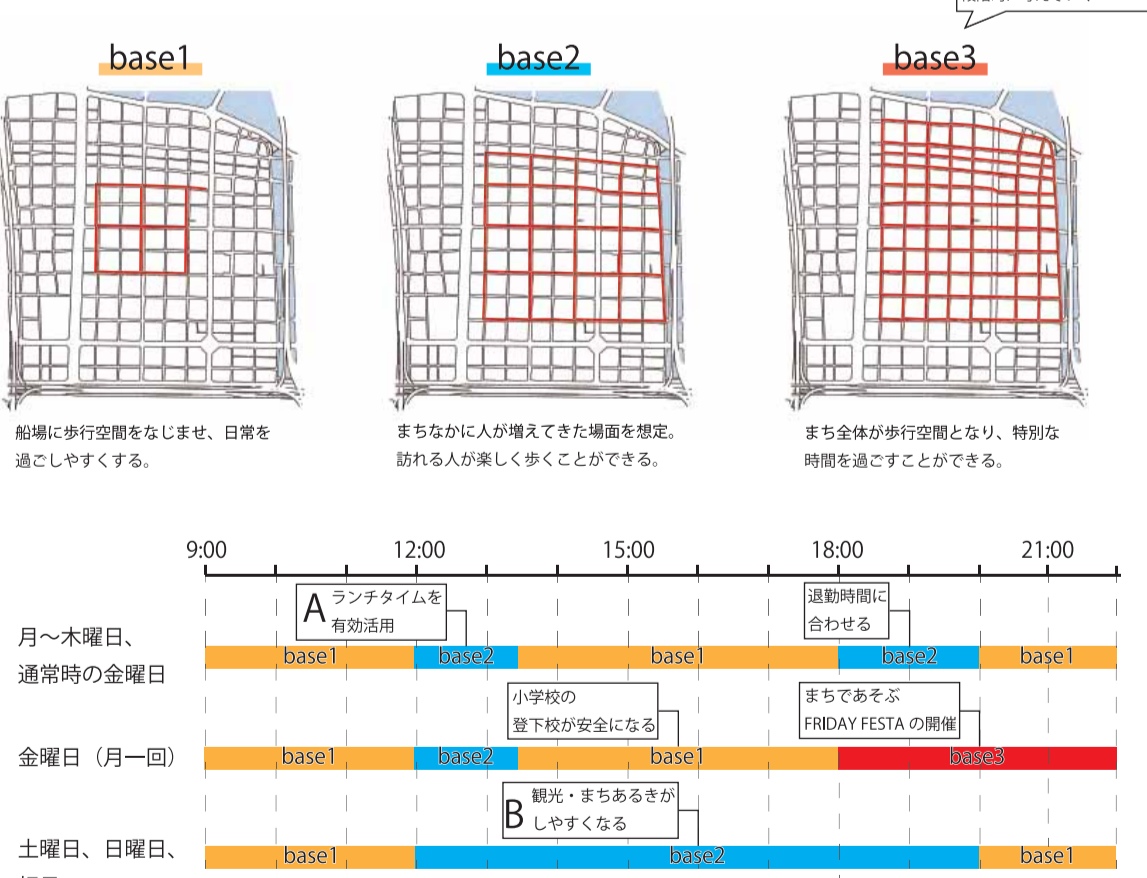 base1
base2
base3
船場に歩行空間をなじませ、日常を
過ごしやすくする。
まちなかに人が増えてきた場面を想定。
訪れる人が楽しく歩くことができる。
まち全体が歩行空間となり、特別な
時間を過ごすことができる。
9:00 12:00 15:00 18:00 21:00
A ランチタイムを
有効活用
退勤時間に
合わせる
月～木曜日、
通常時の金曜日
base1 base2 base1 base2 base1
小学校の
登下校が安全になる
まちであそぶ
FRIDAY FESTA の開催
金曜日（月一回）
base1 base2 base1 base3
B 観光・まちあるきが
しやすくなる
土曜日、日曜日、
base1 base2 base1